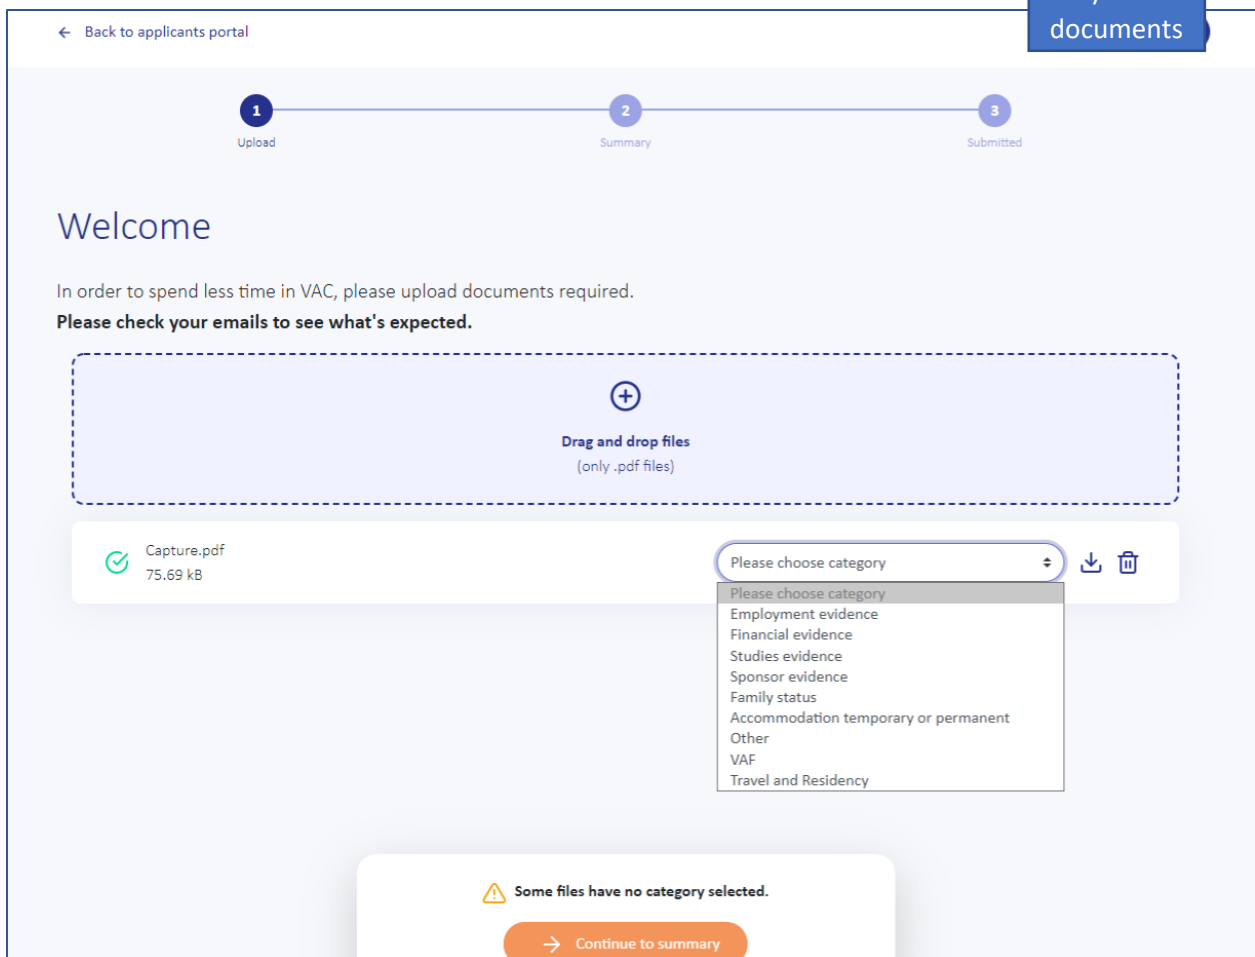 documents
Back to applicants portal
1
2
3
Upload
Summary
Submitted
Welcome
In order to spend less time in VAC, please upload documents required.
Please check your emails to see what's expected.
Drag and drop files
(only .pdf files)
Capture.pdf
75.69 kB
Please choose category
Please choose category
Employment evidence
Financial evidence
Studies evidence
Sponsor evidence
Family status
Accommodation temporary or permanent
Other
VAF
Travel and Residency
Some files have no category selected.
Continue to summary